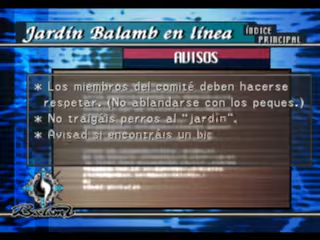 Jardín Balamb en línea
ÍNDICE
PRINCIPAL
AVISOS
* Los miembros del comité deben hacerse
respetar. (No ablandarse con los peques.)
* No traigáis perros al "jardín".
* Avisad si encontráis un bic
Balamb